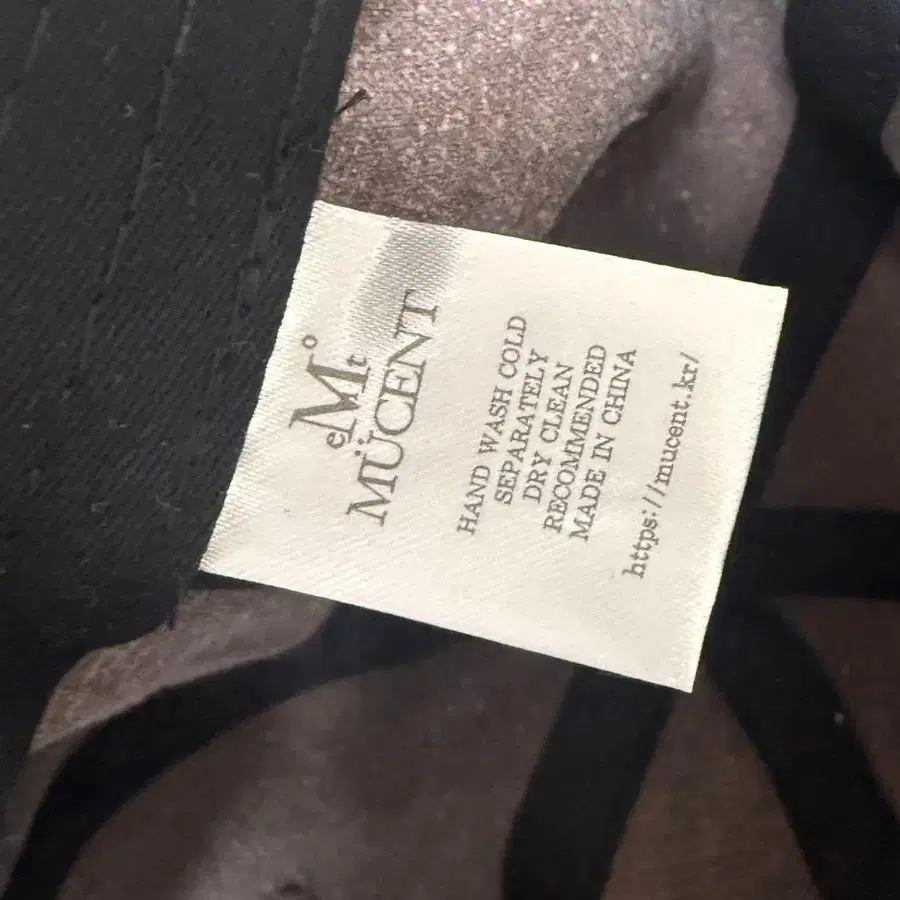 eMt°
MÜCENT
HAND WASH COLD
SEPARATELY
DRY CLEAN
RECOMMENDED
MADE IN CHINA
https://mucent.kr/